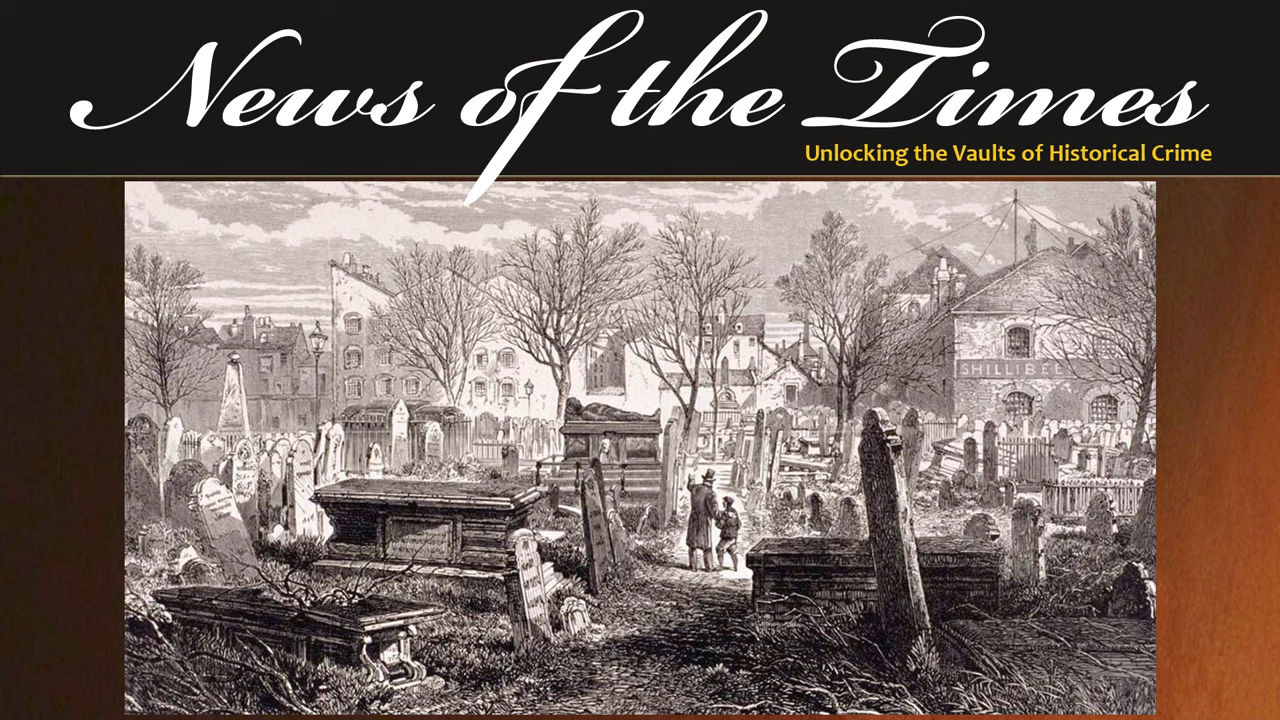 News of the Times
Unlocking the Vaults of Historical Crime
SHILLIBEE